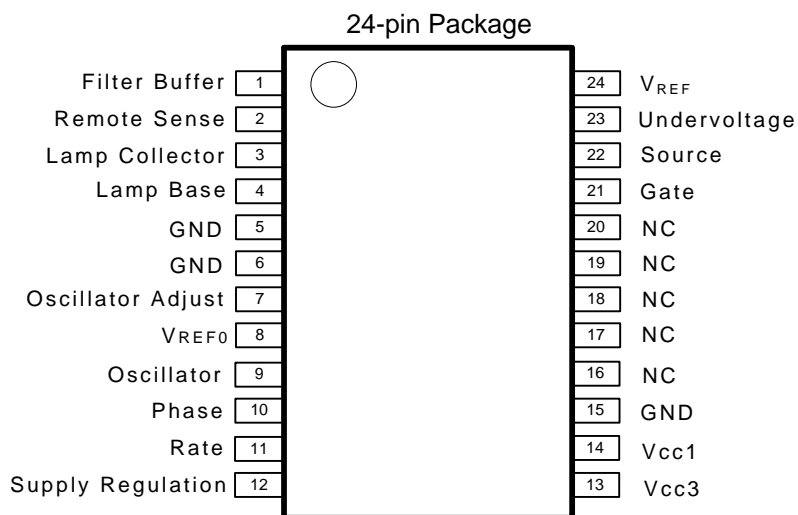 24-pin Package
Filter Buffer 1 24 VREF
Remote Sense 2 23 Undervoltage
Lamp Collector 3 22 Source
Lamp Base 4 21 Gate
GND 5 20 NC
GND 6 19 NC
Oscillator Adjust 7 18 NC
VREF0 8 17 NC
Oscillator 9 16 NC
Phase 10 15 GND
Rate 11 14 Vcc1
Supply Regulation 12 13 Vcc3